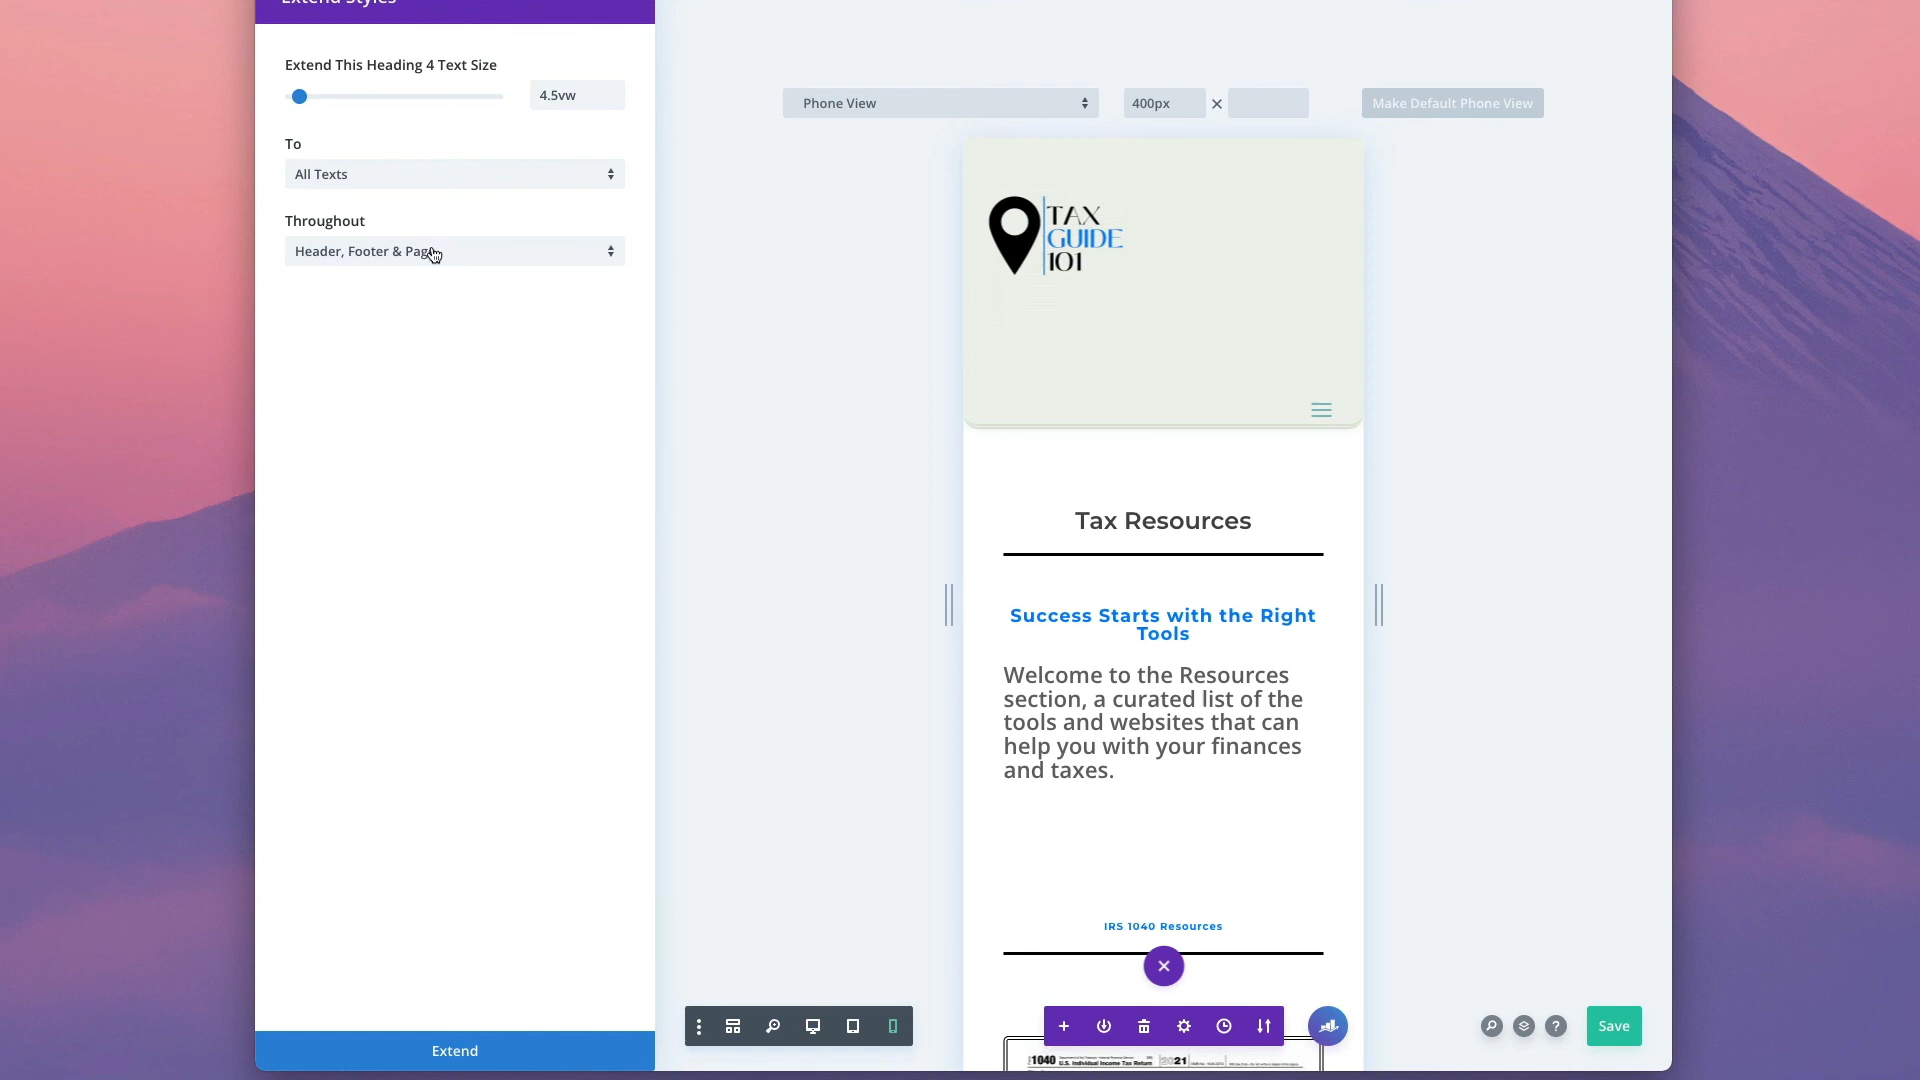 Extend Styles
Extend This Heading 4 Text Size
4.5vw
To
All Texts
Throughout
Header, Footer & Pag
Extend
Phone View
400px
Make Default Phone View
TAX
GUIDE
101
Tax Resources
Success Starts with the Right
Tools
Welcome to the Resources
section, a curated list of the
tools and websites that can
help you with your finances
and taxes.
IRS 1040 Resources
Save
1040
U.S. Individual Income Tax Return
2021